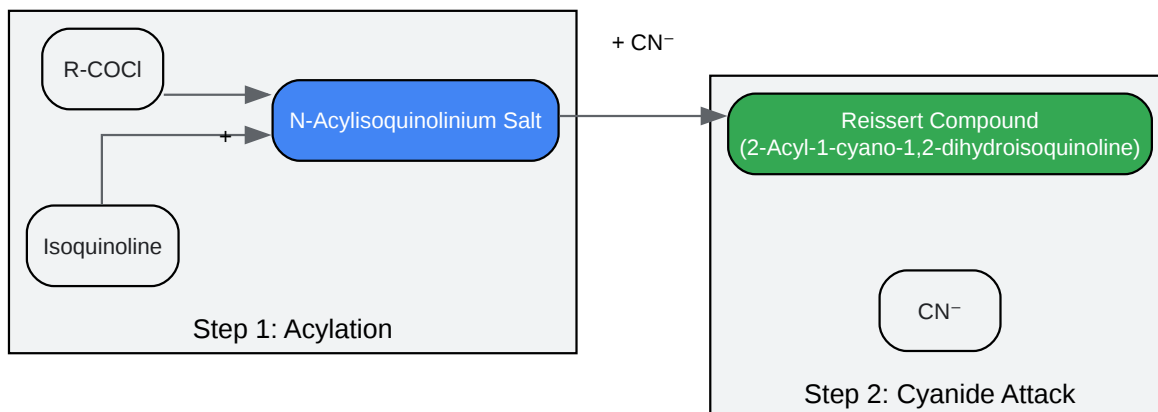 R-COCl
+
Isoquinoline
N-Acylisoquinolinium Salt
Step 1: Acylation
+ CN⁻
Reissert Compound
(2-Acyl-1-cyano-1,2-dihydroisoquinoline)
CN⁻
Step 2: Cyanide Attack